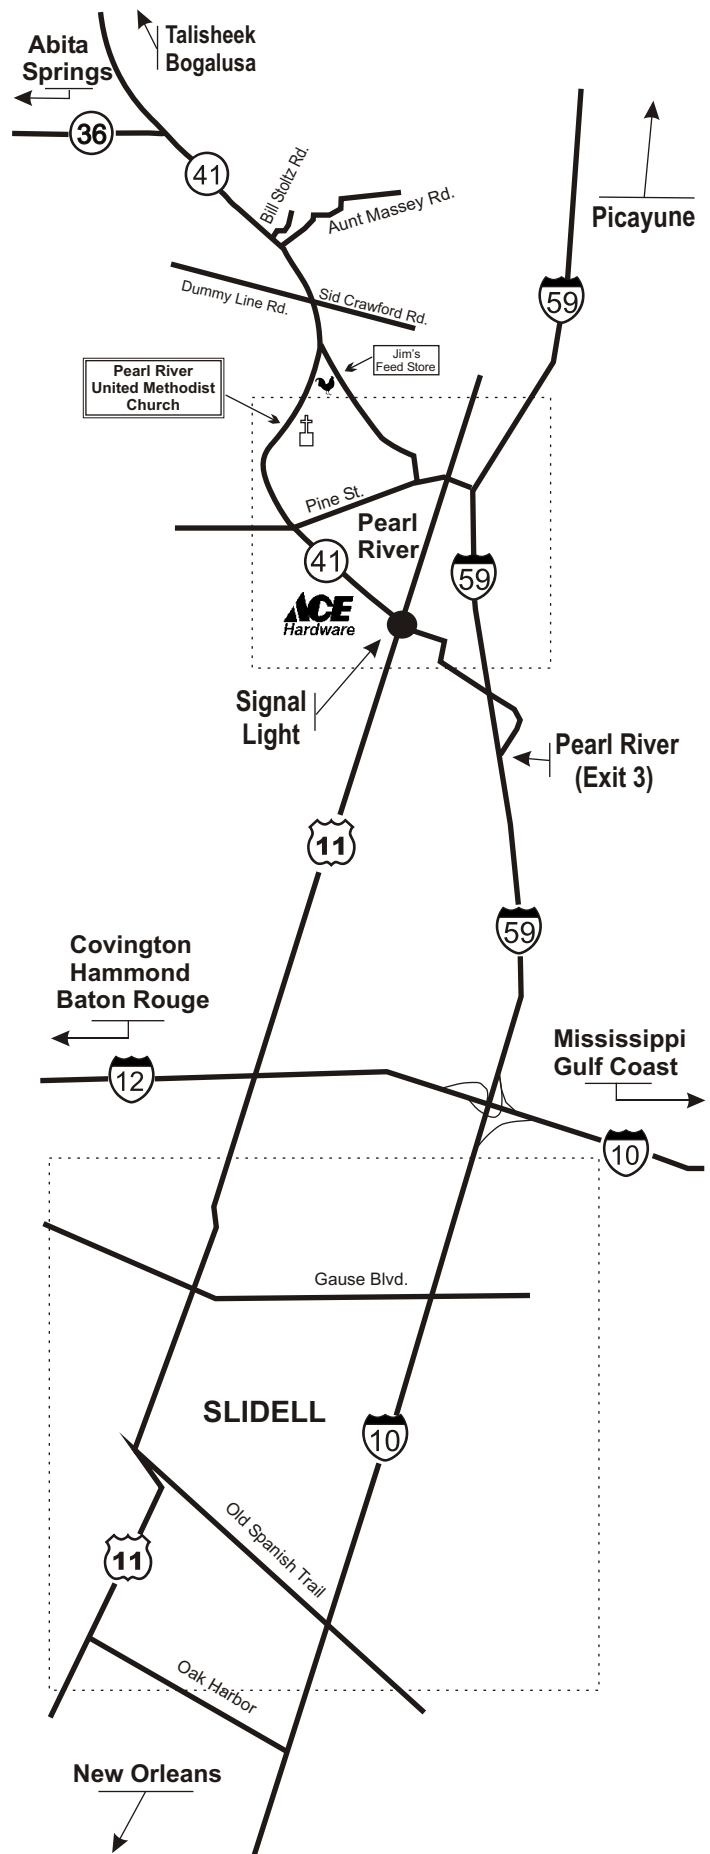 Talisheek
Bogalusa
Abita
Springs
36
41
Bill Stoltz Rd.
Aunt Massey Rd.
Picayune
59
Dummy Line Rd.
Sid Crawford Rd.
Jim's
Feed Store
Pearl River
United Methodist
Church
Pine St.
Pearl
River
41
59
ACE
Hardware
Signal
Light
Pearl River
(Exit 3)
11
59
Covington
Hammond
Baton Rouge
Mississippi
Gulf Coast
12
10
Gause Blvd.
SLIDELL
10
Old Spanish Trail
11
Oak Harbor
New Orleans